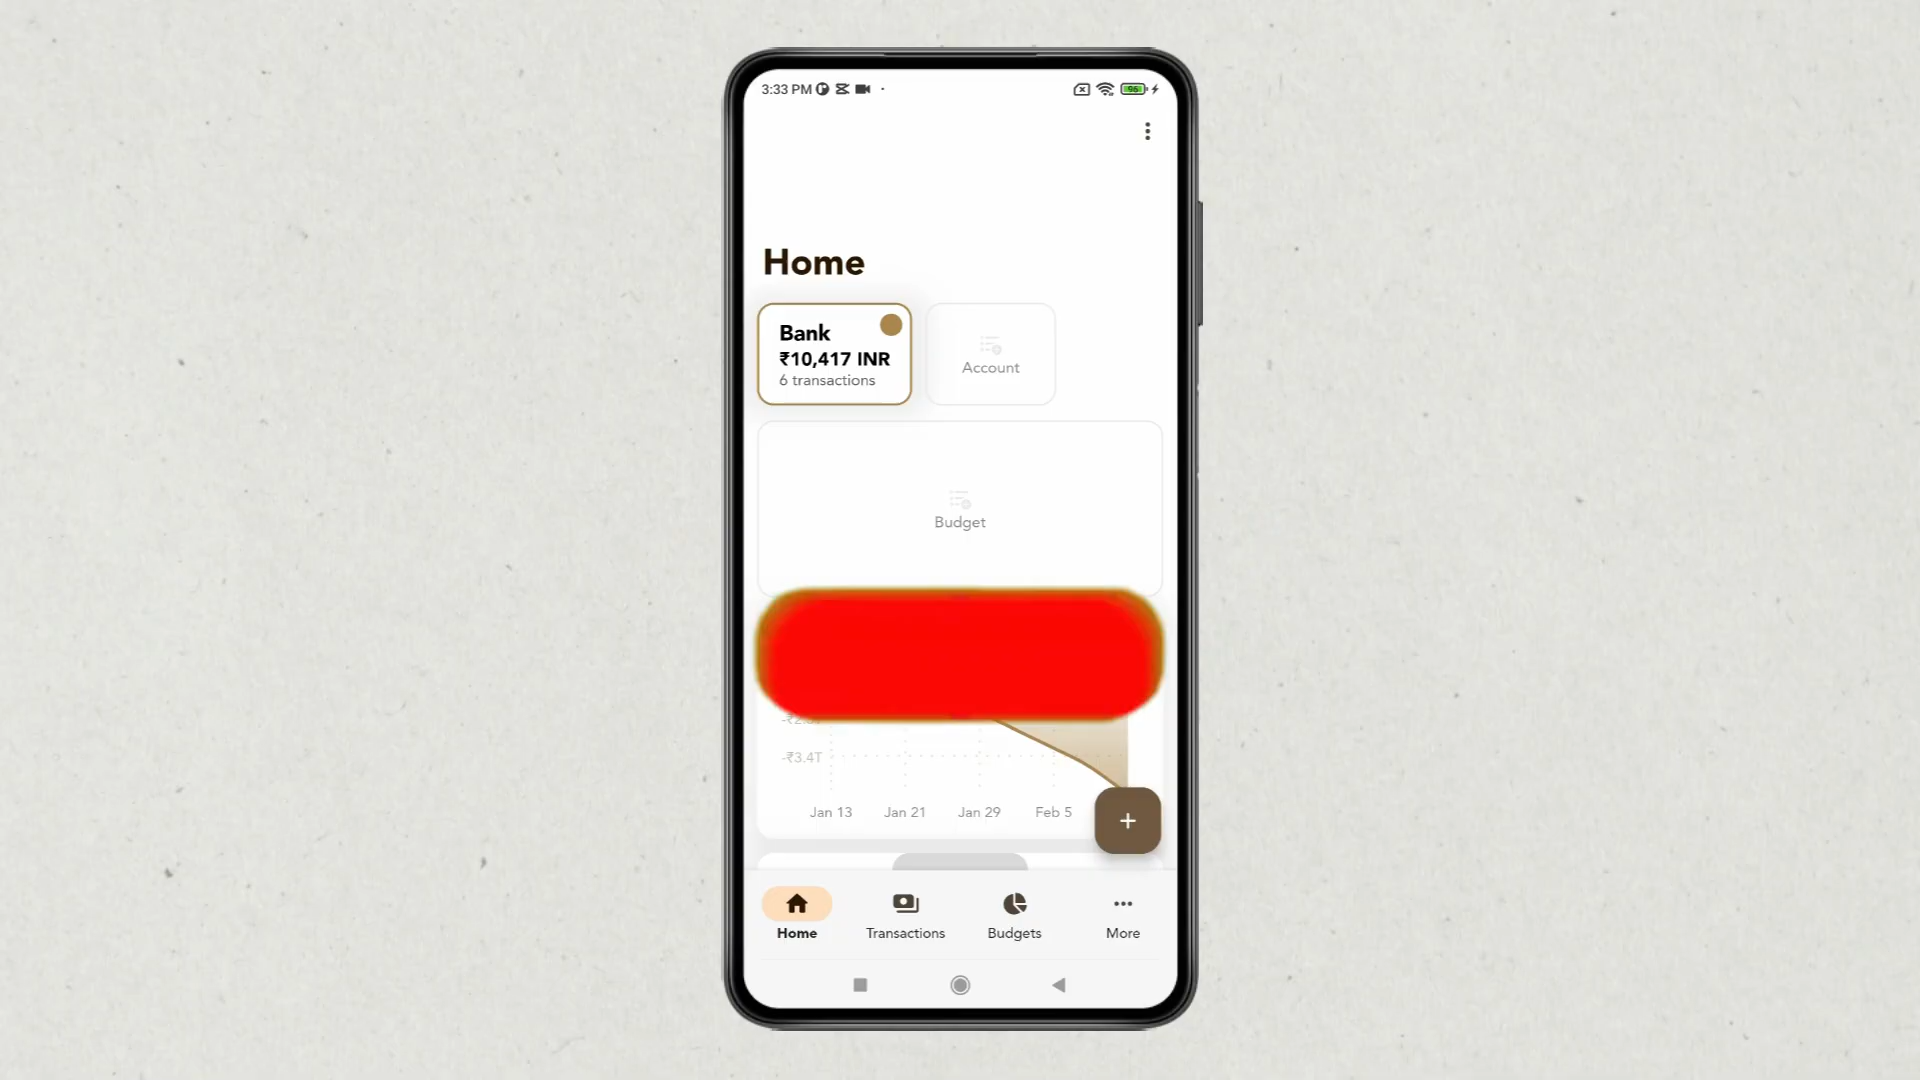 3:33 PM
96
Home
Bank
₹10,417 INR
6 transactions
Account
Budget
-₹3.4T
Jan 13 Jan 21 Jan 29 Feb 5
Home Transactions Budgets More